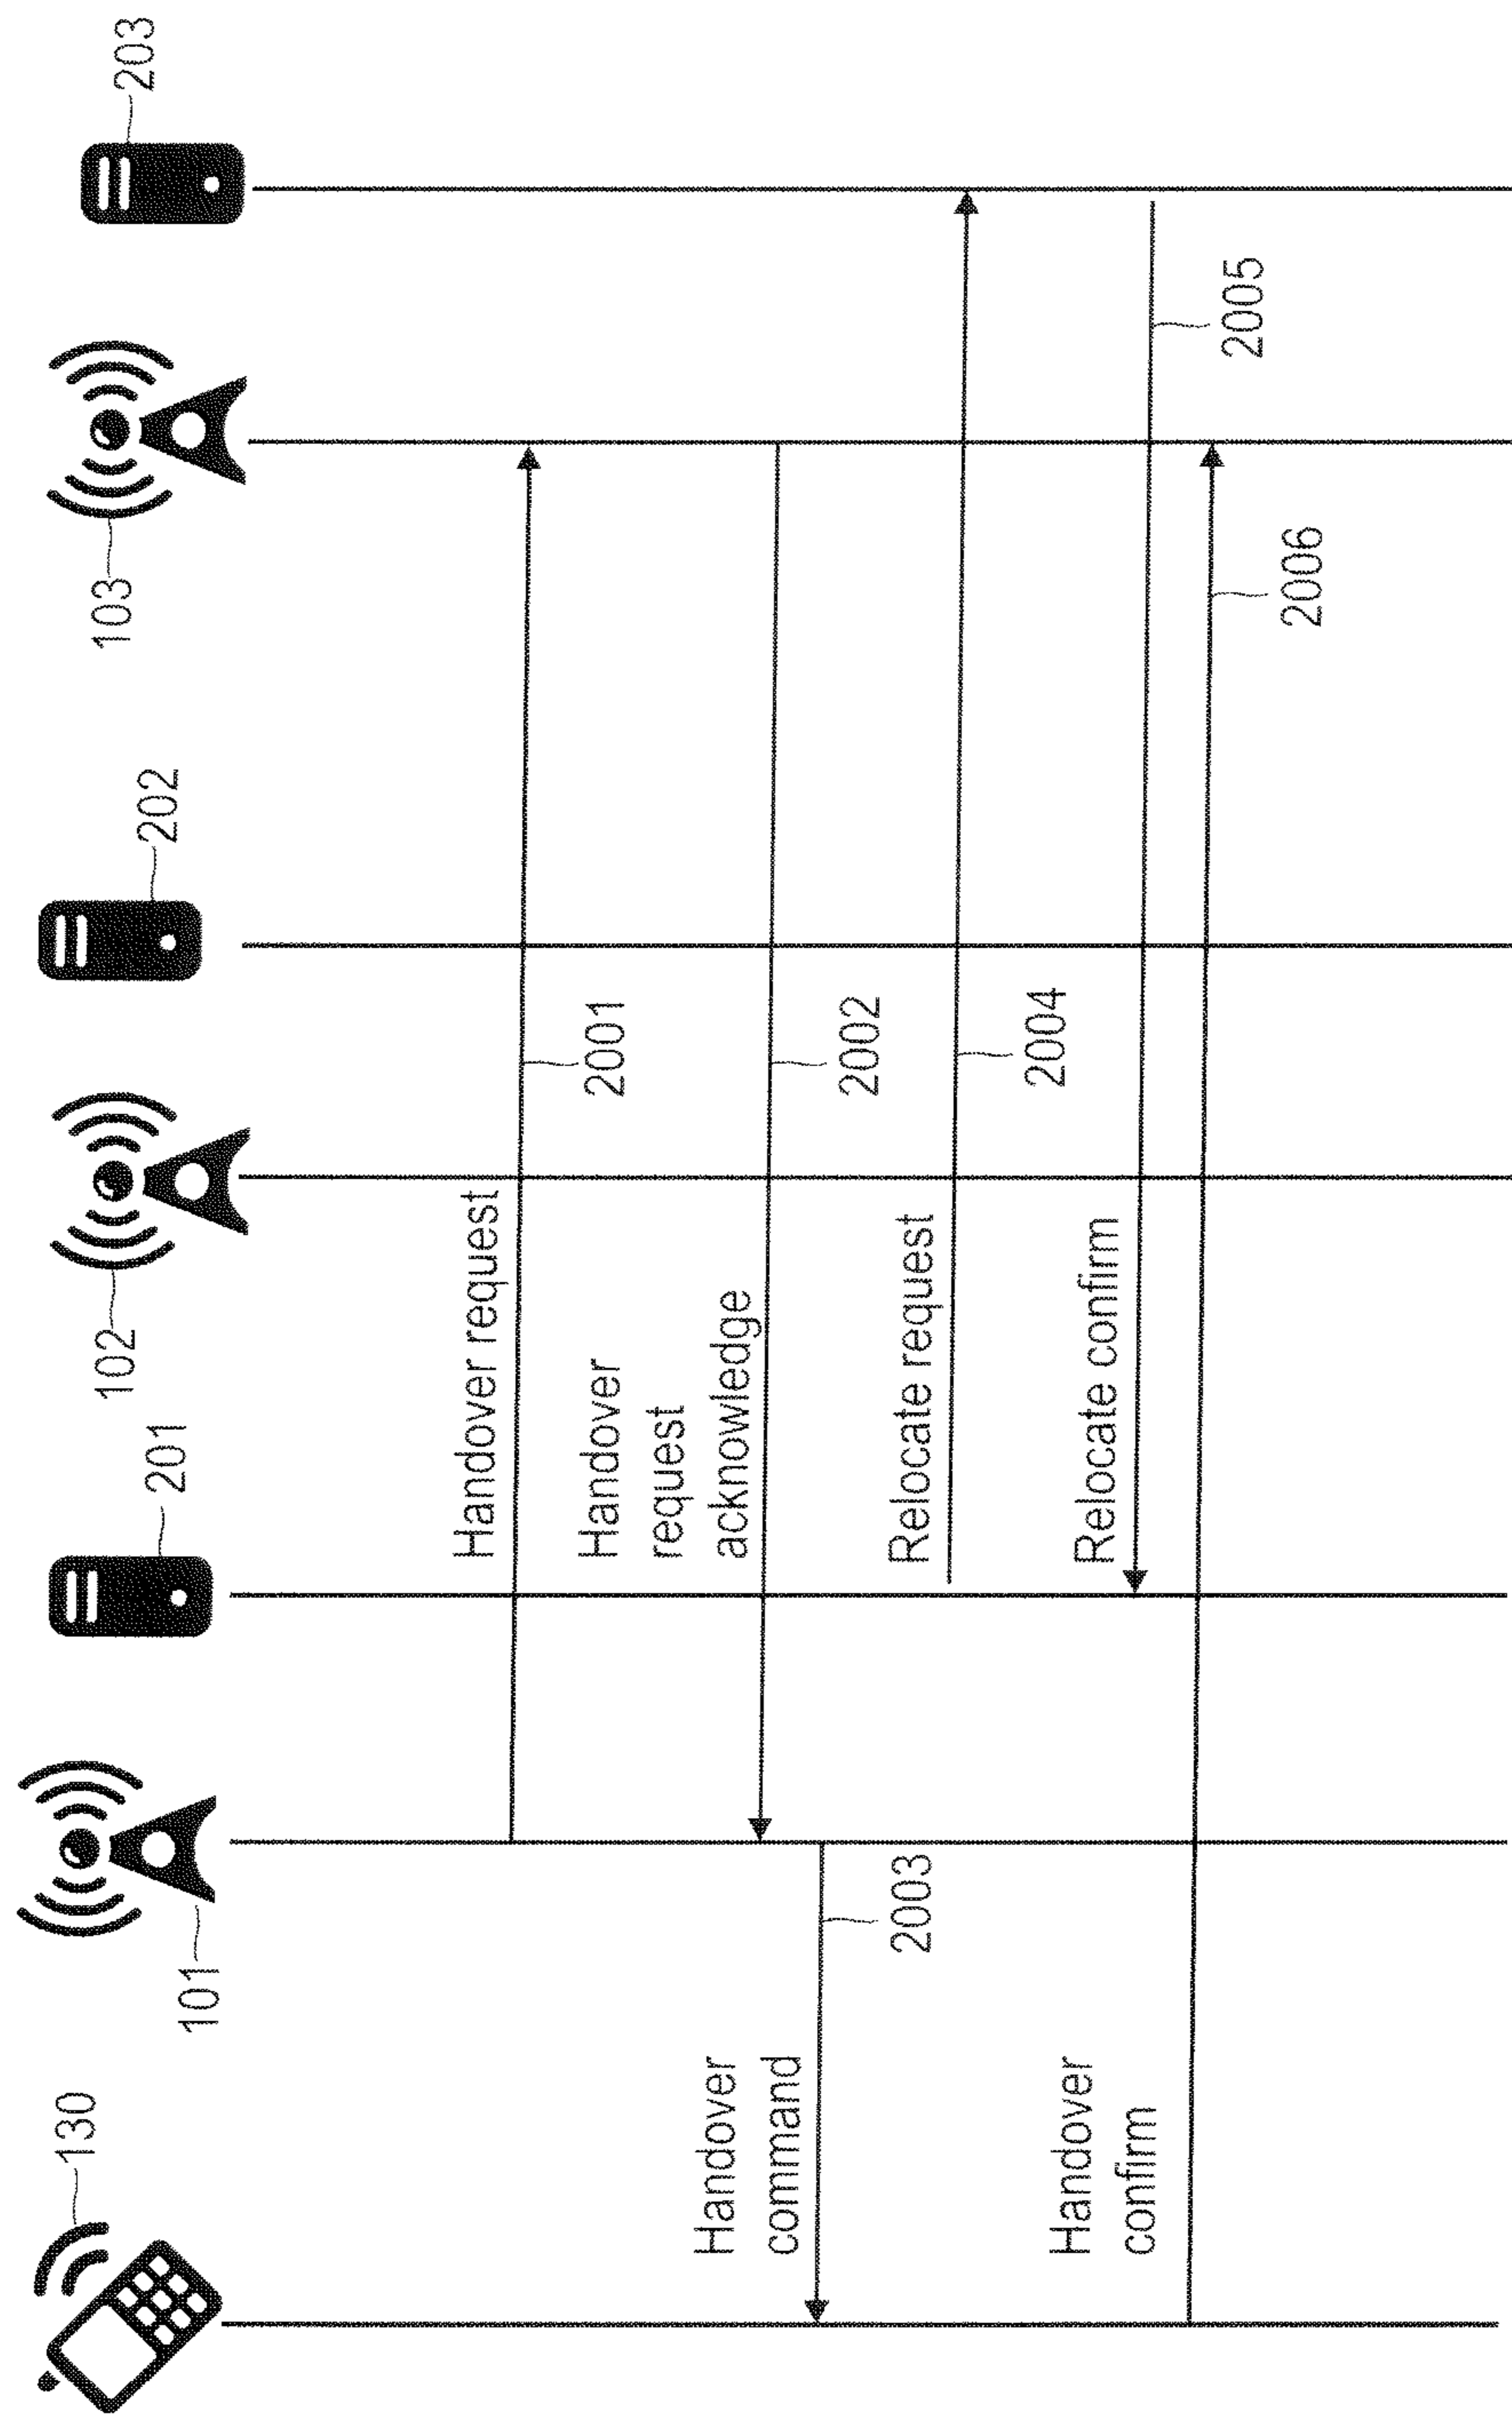 130
101
201
102
202
103
203
Handover request
2001
Handover
request
acknowledge
2002
Handover
command
2003
Relocate request
2004
Relocate confirm
2005
Handover
confirm
2006